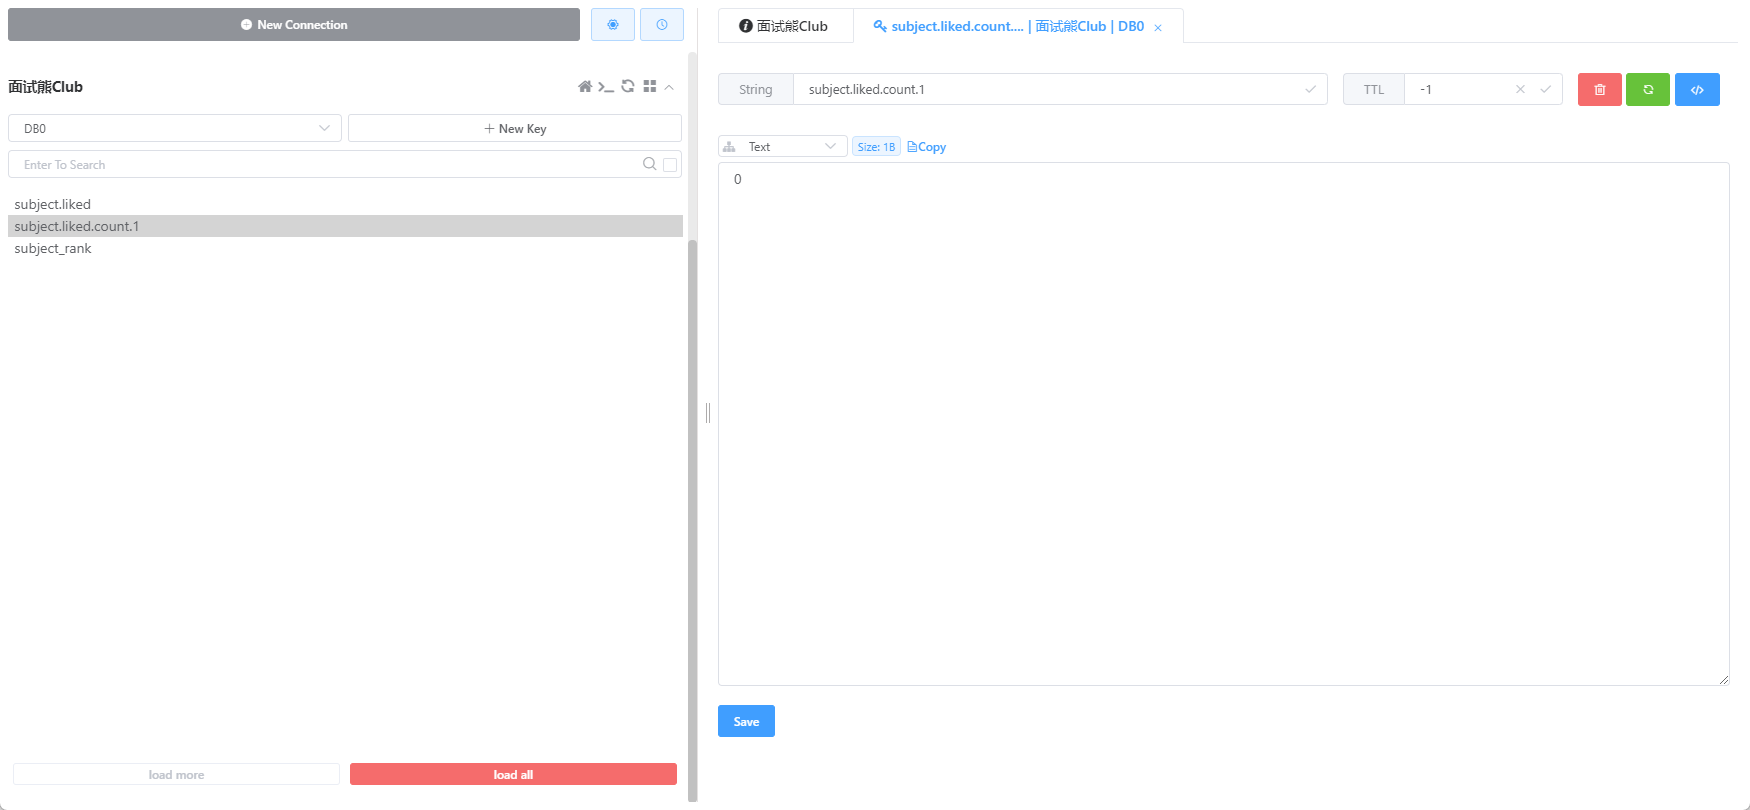 New Connection
面试熊Club
DB0
New Key
Enter To Search
subject.liked
subject.liked.count.1
subject_rank
load more
load all
面试熊Club
subject.liked.count.... | 面试熊Club | DB0
String
subject.liked.count.1
TTL
-1
Text
Size: 1B
Copy
0
Save